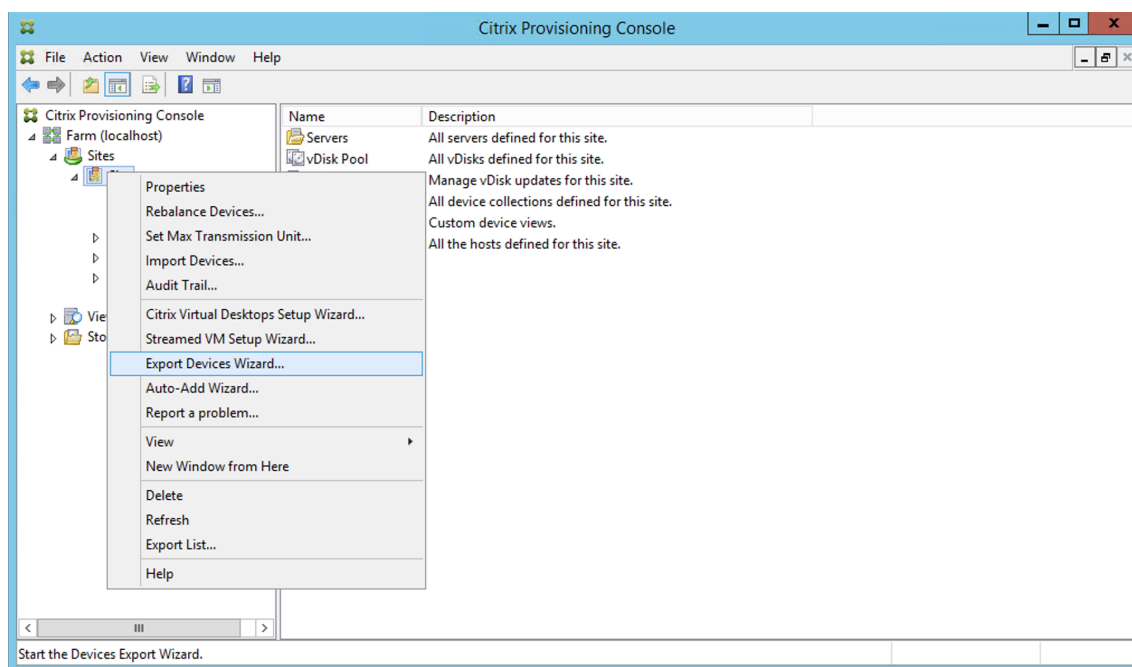 Citrix Provisioning Console
File Action View Window Help
Citrix Provisioning Console
Farm (localhost)
Sites
Name Description
Servers All servers defined for this site.
vDisk Pool All vDisks defined for this site.
Manage vDisk updates for this site.
All device collections defined for this site.
Custom device views.
All the hosts defined for this site.
Properties
Rebalance Devices...
Set Max Transmission Unit...
Import Devices...
Audit Trail...
Citrix Virtual Desktops Setup Wizard...
Streamed VM Setup Wizard...
Export Devices Wizard...
Auto-Add Wizard...
Report a problem...
View
New Window from Here
Delete
Refresh
Export List...
Help
Vie
Sto
Start the Devices Export Wizard.